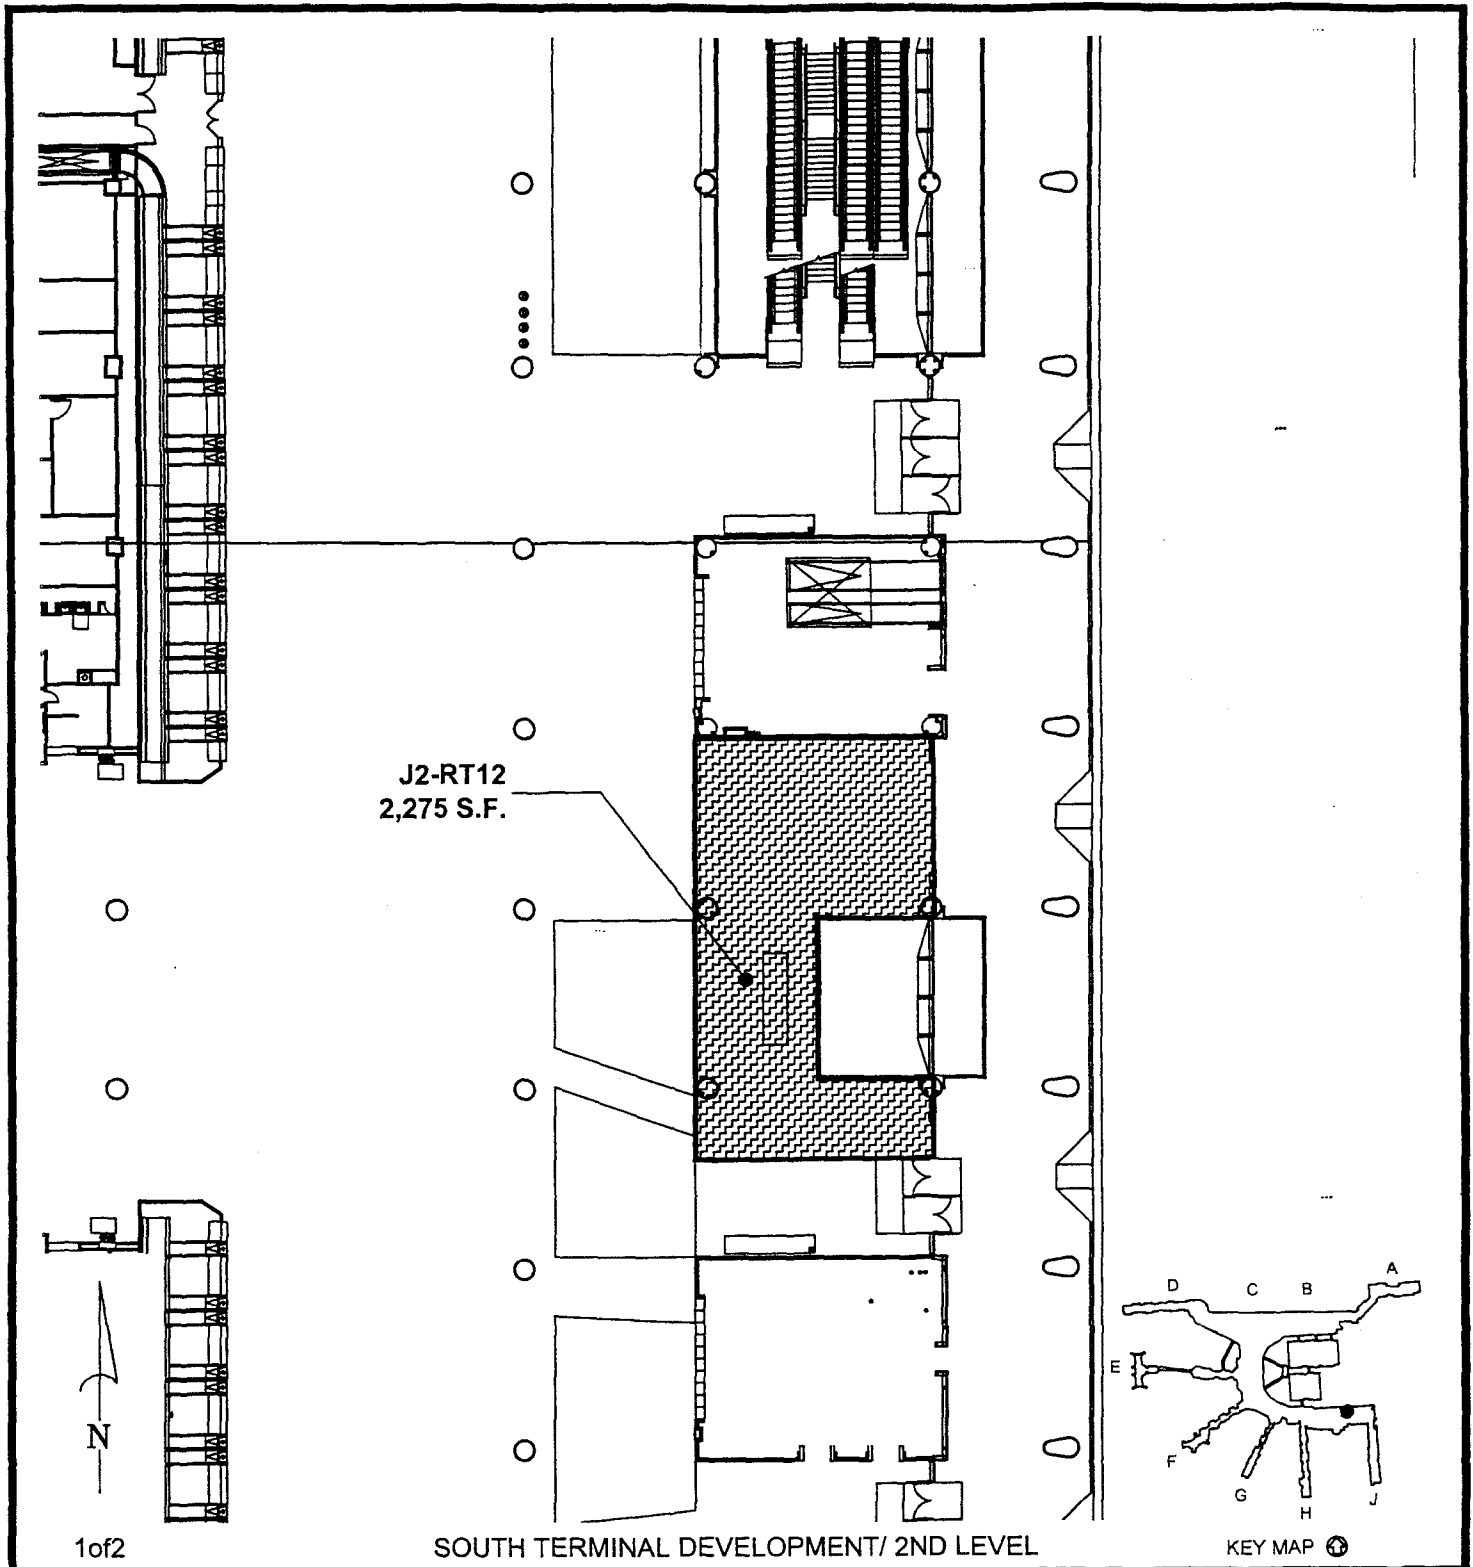 J2-RT12
2,275 S.F.
N
D
C
B
A
E
F
G
H
J
1of2
SOUTH TERMINAL DEVELOPMENT/ 2ND LEVEL
KEY MAP